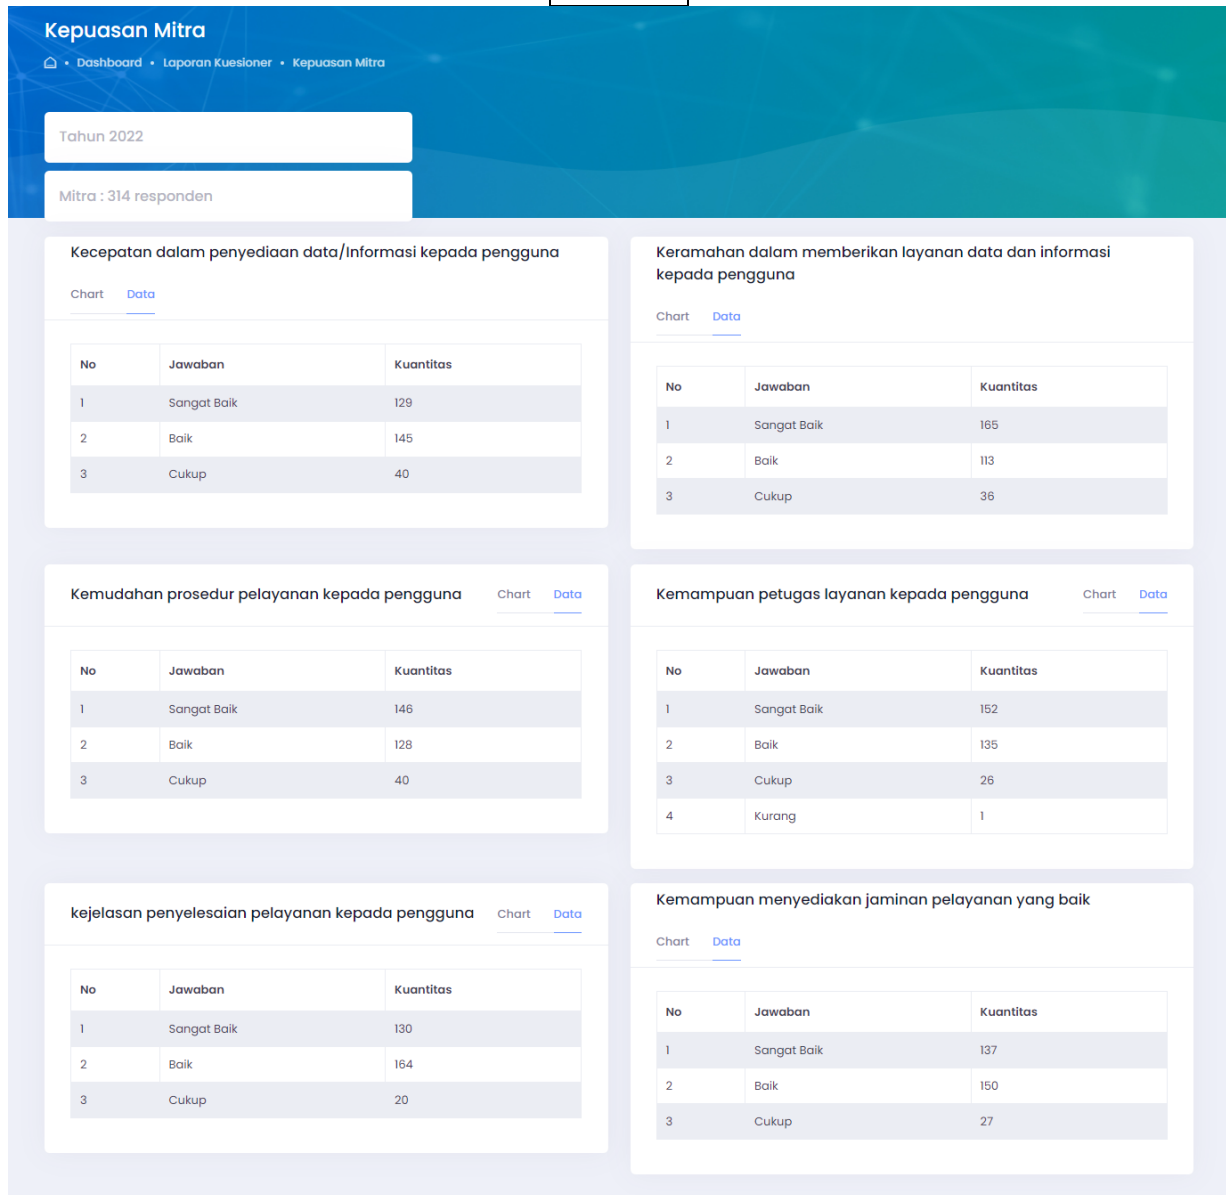 Kepuasan Mitra
Dashboard • Laporan Kuesioner • Kepuasan Mitra
Tahun 2022
Mitra : 314 responden
Kecepatan dalam penyediaan data/Informasi kepada pengguna
Chart Data
No Jawaban Kuantitas
1 Sangat Baik 129
2 Baik 145
3 Cukup 40
Keramahan dalam memberikan layanan data dan informasi
kepada pengguna
Chart Data
No Jawaban Kuantitas
1 Sangat Baik 165
2 Baik 113
3 Cukup 36
Kemudahan prosedur pelayanan kepada pengguna Chart Data
No Jawaban Kuantitas
1 Sangat Baik 146
2 Baik 128
3 Cukup 40
Kemampuan petugas layanan kepada pengguna Chart Data
No Jawaban Kuantitas
1 Sangat Baik 152
2 Baik 135
3 Cukup 26
4 Kurang 1
kejelasan penyelesaian pelayanan kepada pengguna Chart Data
No Jawaban Kuantitas
1 Sangat Baik 130
2 Baik 164
3 Cukup 20
Kemampuan menyediakan jaminan pelayanan yang baik
Chart Data
No Jawaban Kuantitas
1 Sangat Baik 137
2 Baik 150
3 Cukup 27